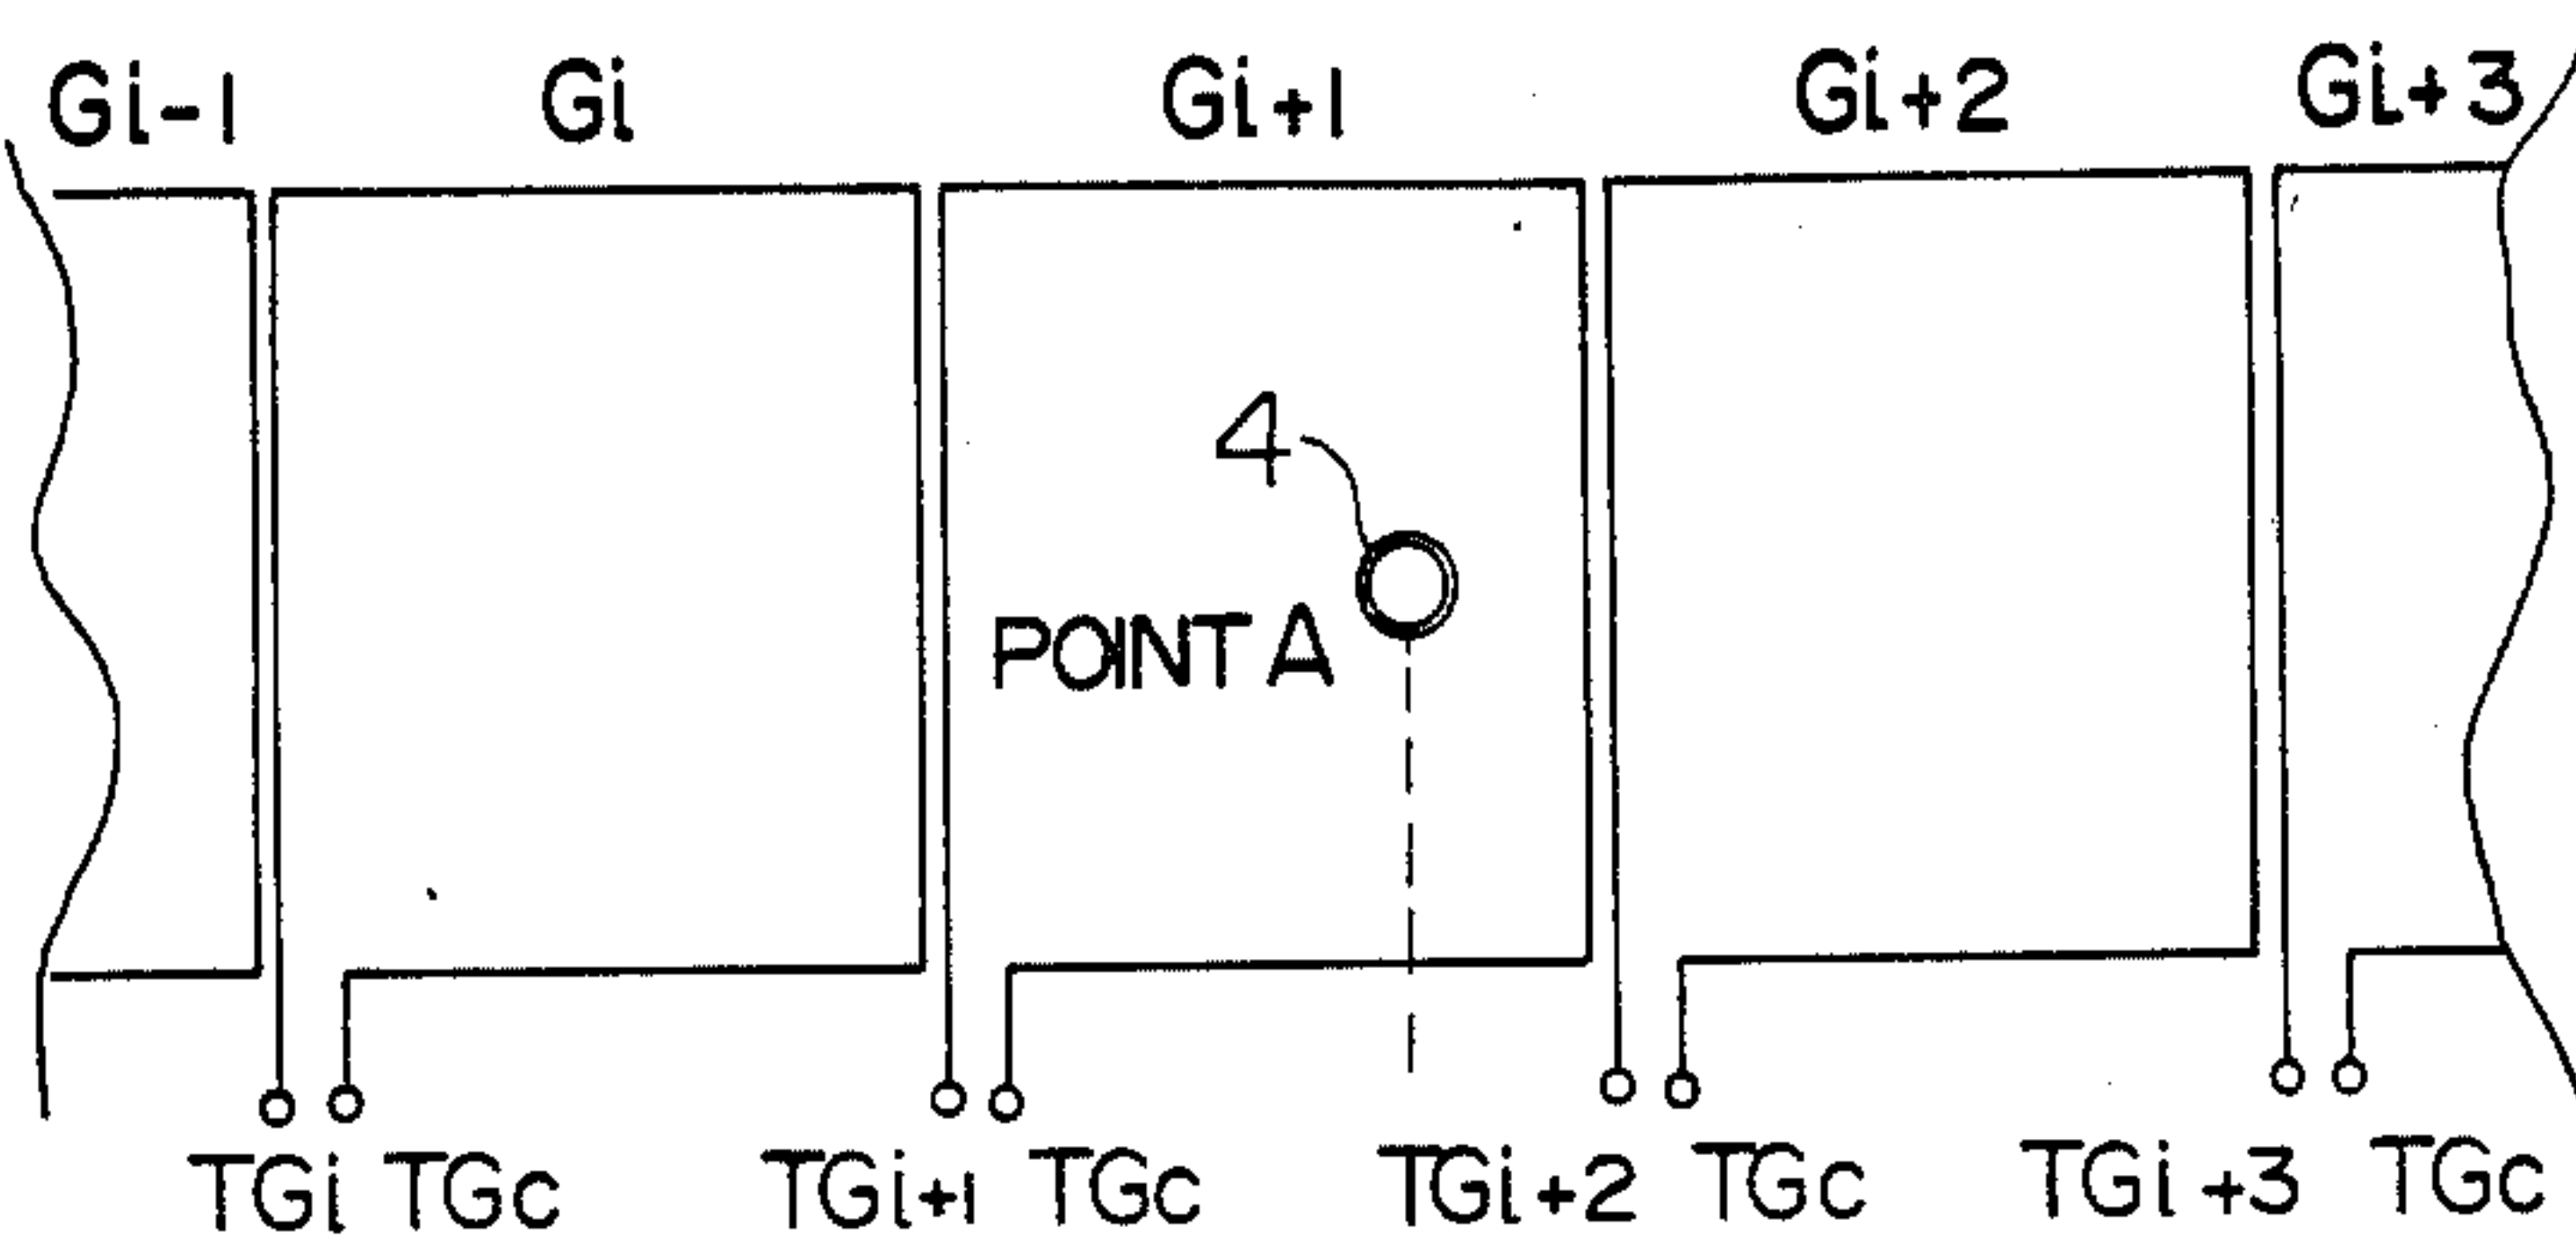 Gi-1 Gi Gi+1 Gi+2 Gi+3
4
POINT A
TGi TGc TGi+1 TGc TGi+2 TGc TGi+3 TGc